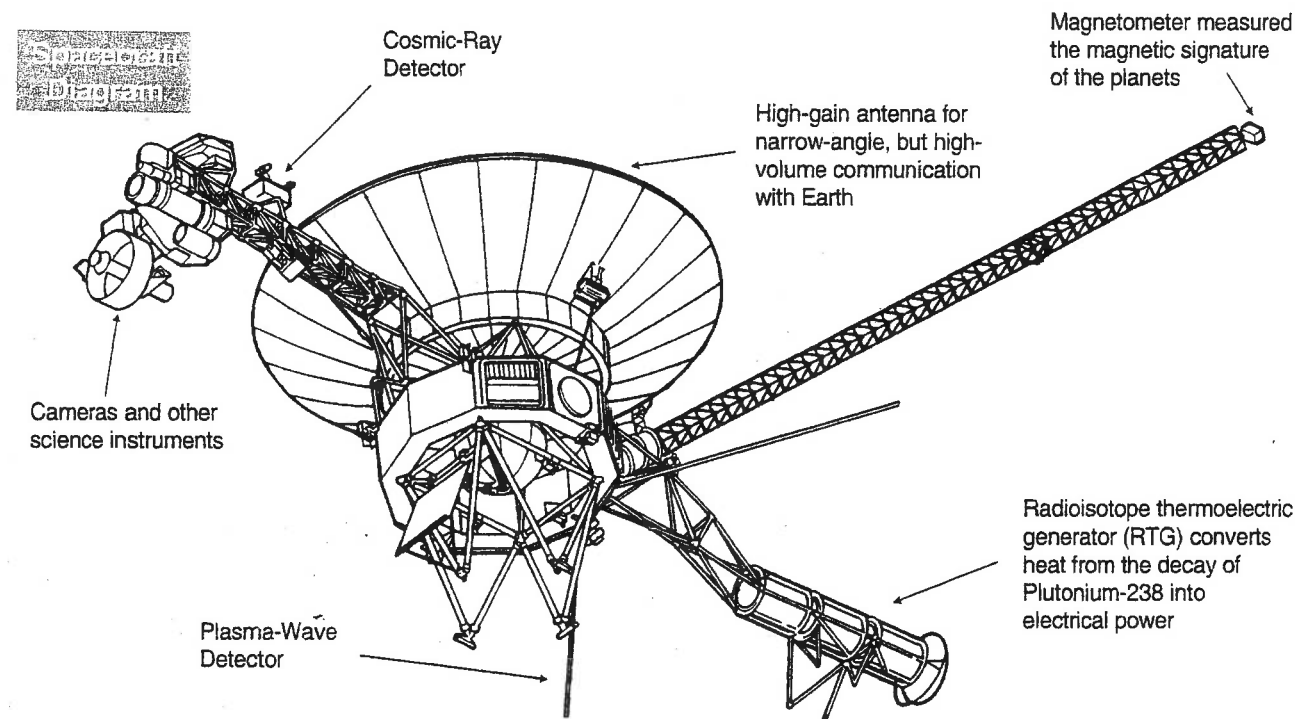 Spacecraft
Diagram
Cosmic-Ray
Detector
Magnetometer measured
the magnetic signature
of the planets
High-gain antenna for
narrow-angle, but high-
volume communication
with Earth
Cameras and other
science instruments
Radioisotope thermoelectric
generator (RTG) converts
heat from the decay of
Plutonium-238 into
electrical power
Plasma-Wave
Detector